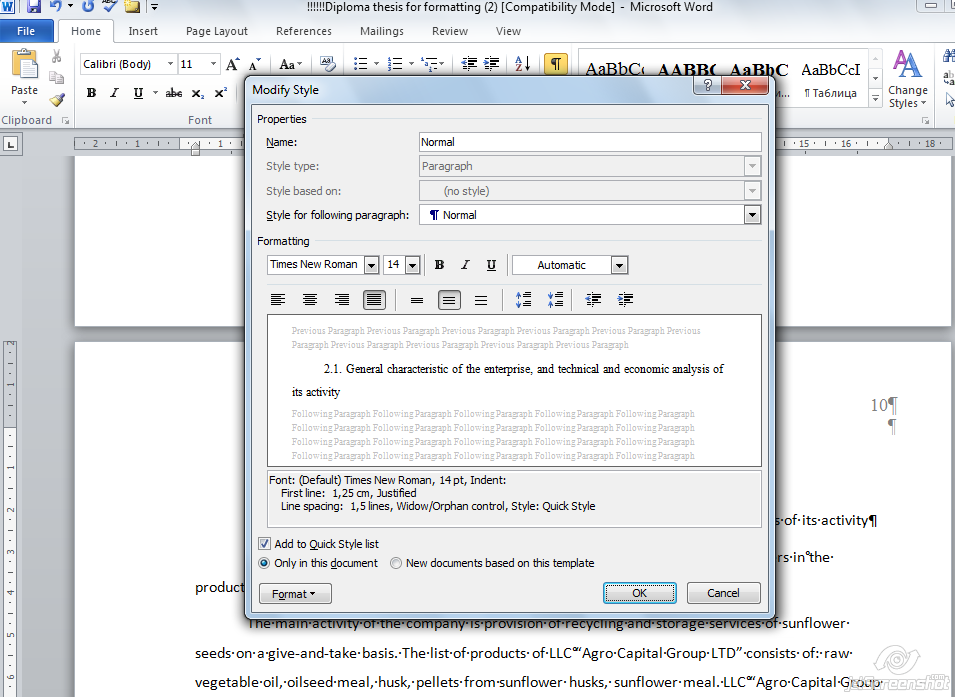 !!!!!!Diploma thesis for formatting (2) [Compatibility Mode] - Microsoft Word
File Home Insert Page Layout References Mailings Review View
Calibri (Body) 11 Aa
Paste B I U abc X₂ X² AaBbCc AABBC AaBbC AaBbCcI
¶ Таблица Change Styles
Clipboard Font
Modify Style
Properties
Name: Normal
Style type: Paragraph
Style based on: (no style)
Style for following paragraph: ¶ Normal
Formatting
Times New Roman 14 B I U Automatic
Previous Paragraph Previous Paragraph Previous Paragraph Previous Paragraph Previous Paragraph Previous
Paragraph Previous Paragraph Previous Paragraph Previous Paragraph Previous Paragraph
2.1. General characteristic of the enterprise, and technical and economic analysis of
its activity
Following Paragraph Following Paragraph Following Paragraph Following Paragraph Following Paragraph
Following Paragraph Following Paragraph Following Paragraph Following Paragraph Following Paragraph
Following Paragraph Following Paragraph Following Paragraph Following Paragraph Following Paragraph
Following Paragraph Following Paragraph Following Paragraph Following Paragraph Following Paragraph
Font: (Default) Times New Roman, 14 pt, Indent:
First line: 1,25 cm, Justified
Line spacing: 1,5 lines, Widow/Orphan control, Style: Quick Style
Add to Quick Style list
Only in this document New documents based on this template
Format OK Cancel
10¶
¶
of its activity¶
in the
product
The main activity of the company is provision of recycling and storage services of sunflower
seeds on a give-and-take basis. The list of products of LLC "Agro Capital Group LTD" consists of: raw
vegetable oil, oilseed meal, husk, pellets from sunflower husks, sunflower meal. LLC "Agro Capital Group